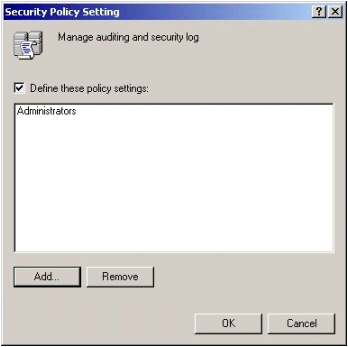 Security Policy Setting
Manage auditing and security log
Define these policy settings:
Administrators
Add... Remove
OK Cancel